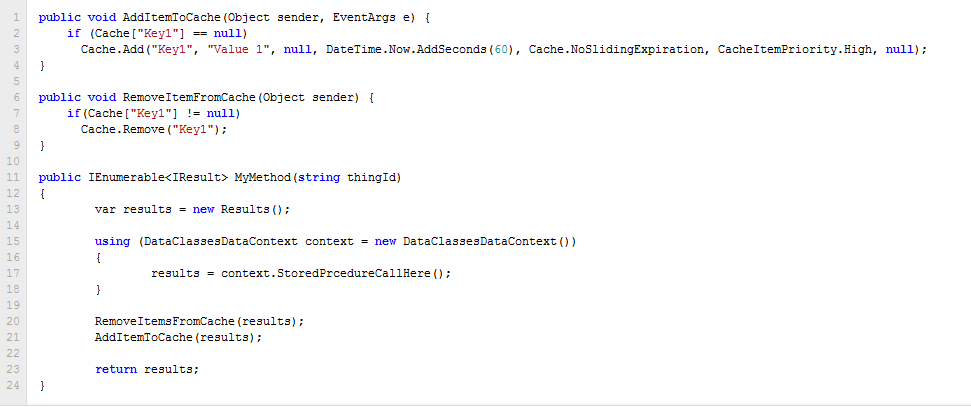 1 public void AddItemToCache(Object sender, EventArgs e) {
2     if (Cache["Key1"] == null)
3       Cache.Add("Key1", "Value 1", null, DateTime.Now.AddSeconds(60), Cache.NoSlidingExpiration, CacheItemPriority.High, null);
4 }
5
6 public void RemoveItemFromCache(Object sender) {
7     if(Cache["Key1"] != null)
8       Cache.Remove("Key1");
9 }
10
11 public IEnumerable<IResult> MyMethod(string thingId)
12 {
13         var results = new Results();
14
15         using (DataClassesDataContext context = new DataClassesDataContext())
16         {
17                 results = context.StoredPrcedureCallHere();
18         }
19
20         RemoveItemsFromCache(results);
21         AddItemToCache(results);
22
23         return results;
24 }